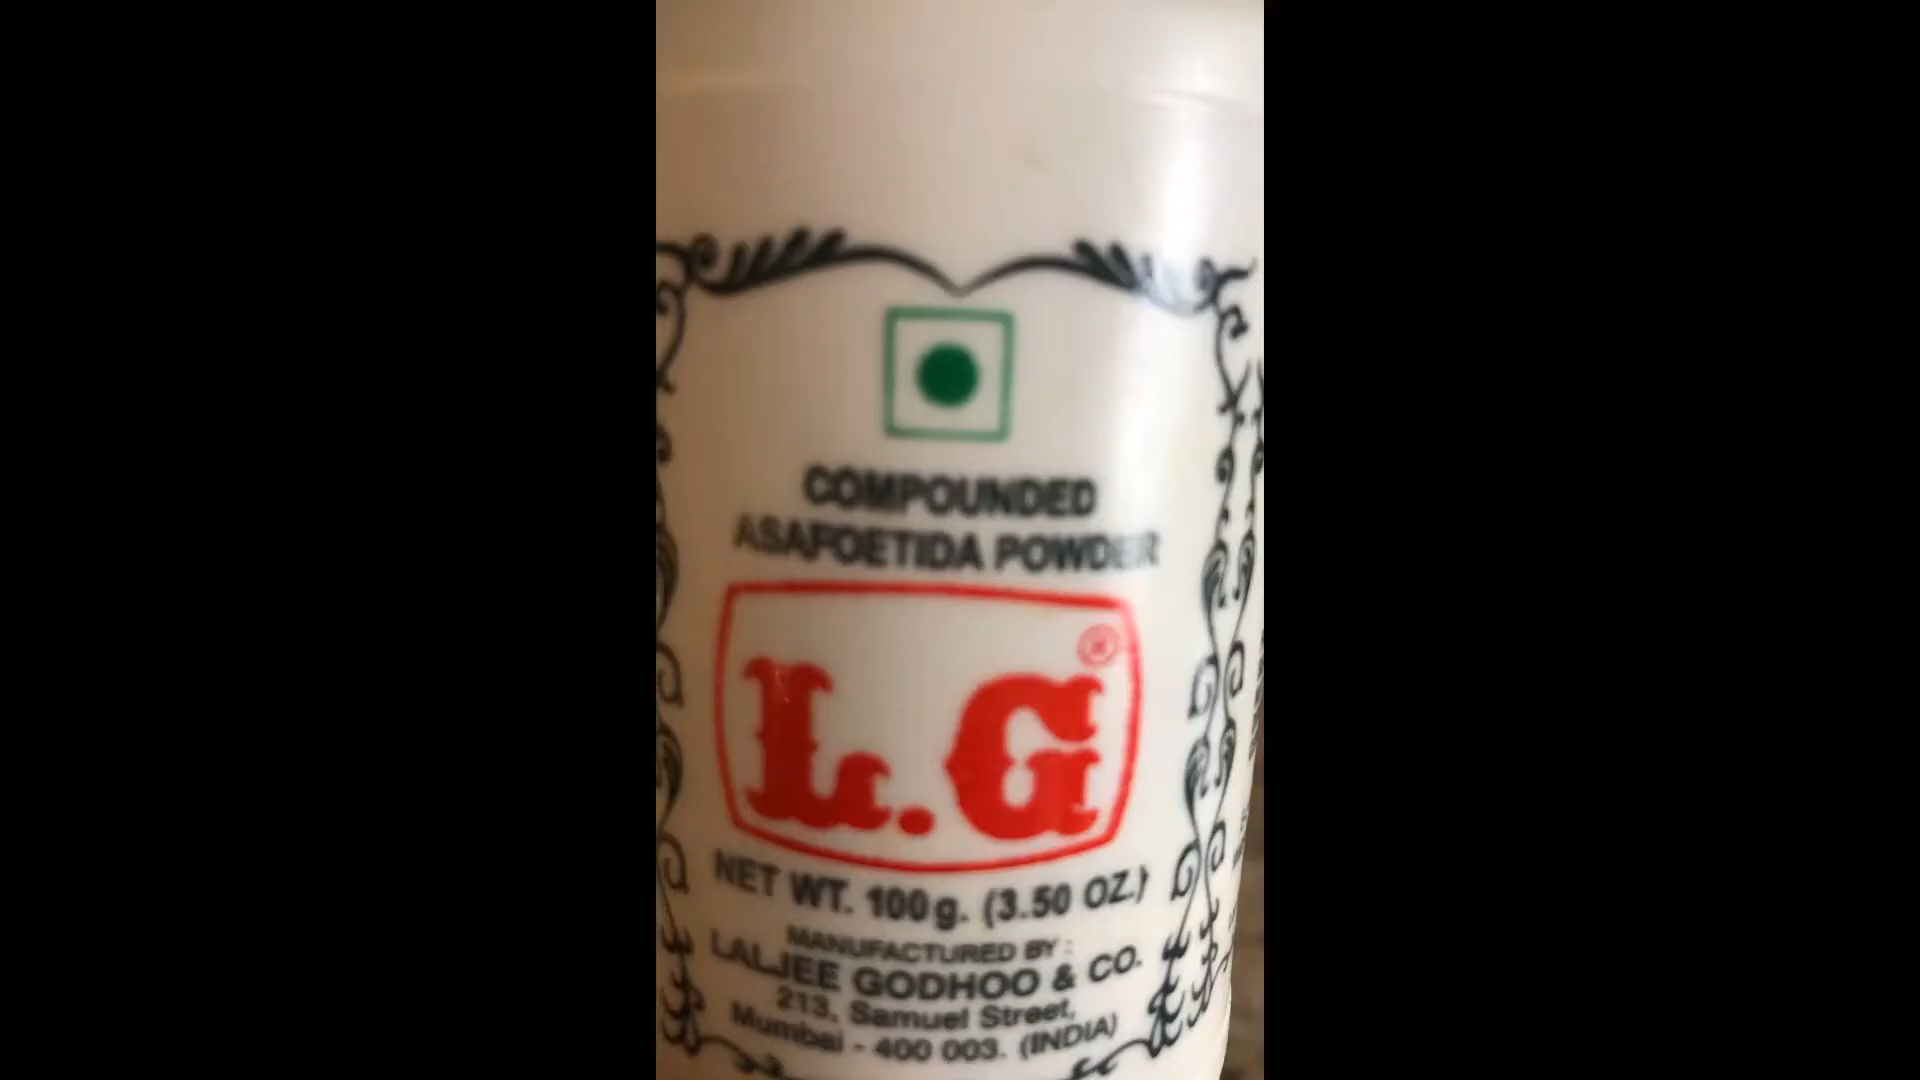 COMPOUNDED
ASAFOETIDA POWDER
L.G ®
NET WT. 100g. (3.50 OZ.)
MANUFACTURED BY :
LALJEE GODHOO & CO.
213, Samuel Street,
Mumbai - 400 003. (INDIA)